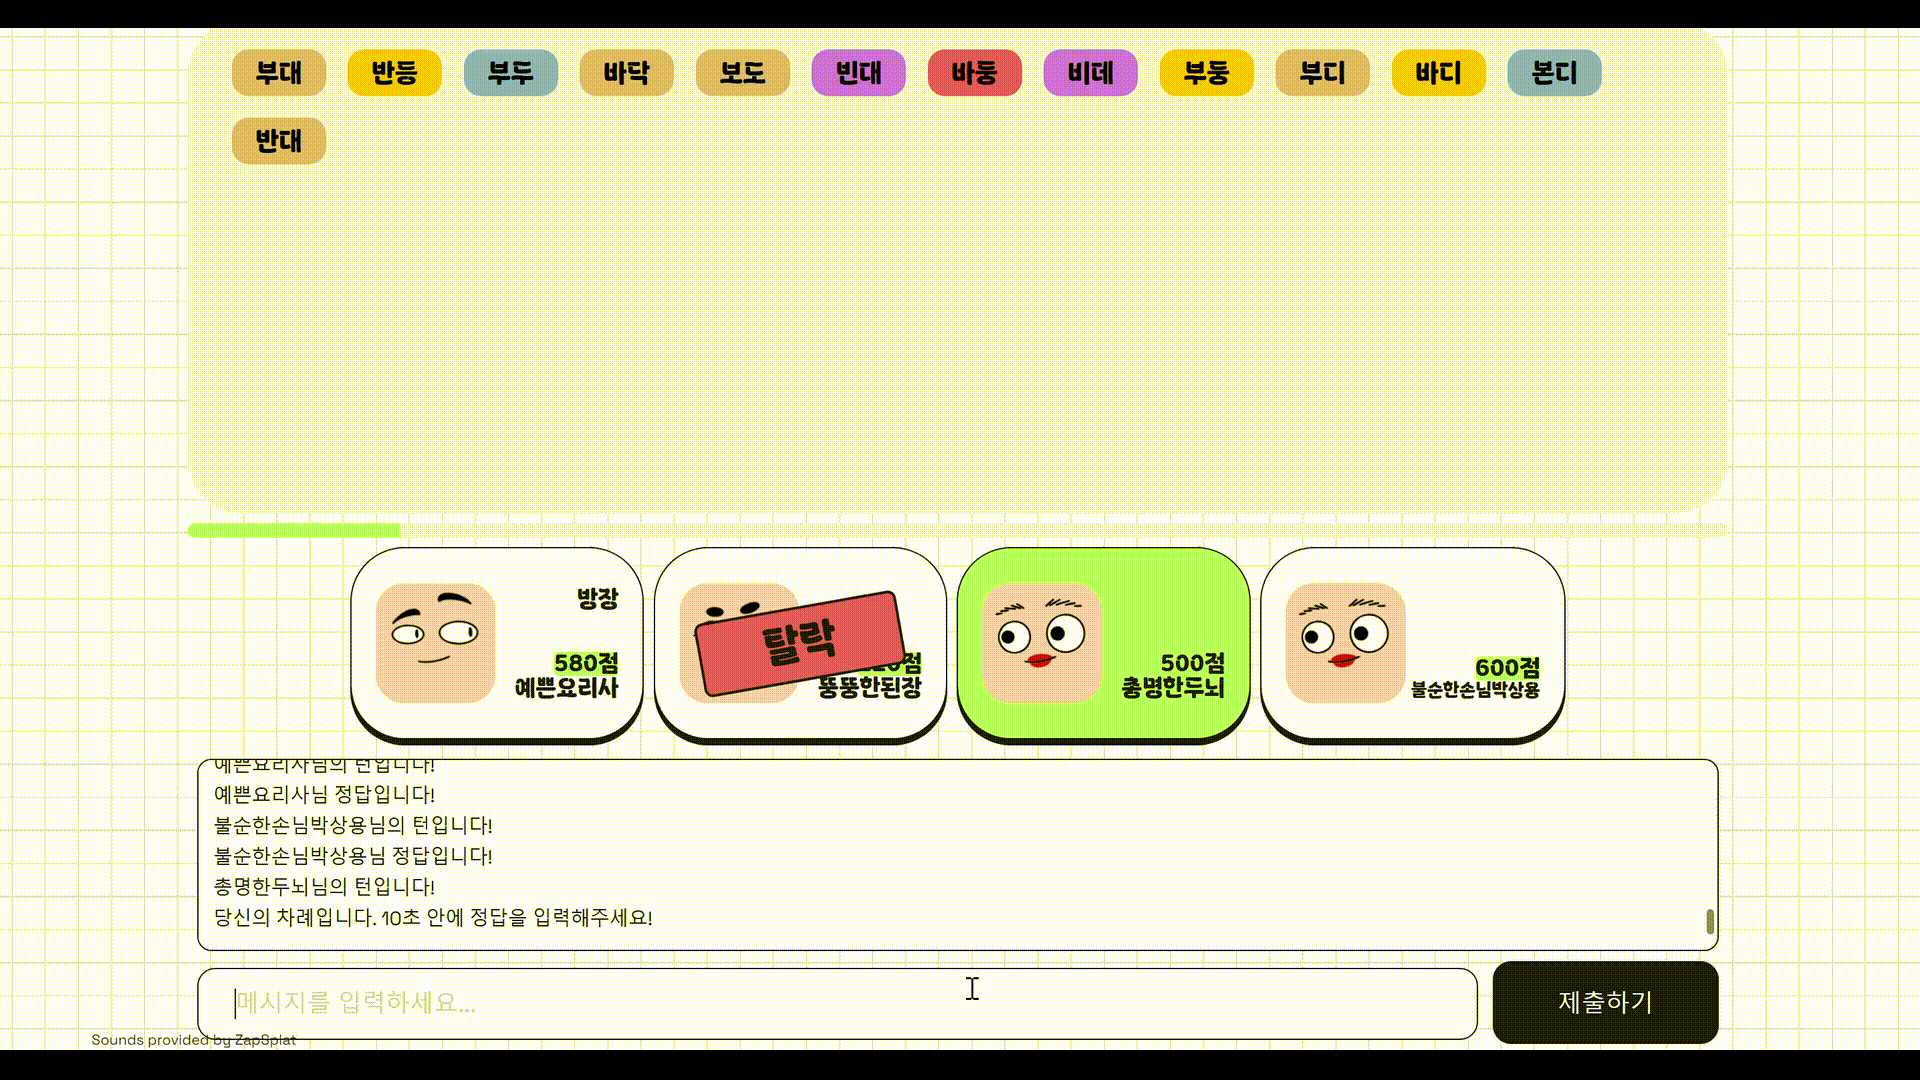 부대 반등 부두 바닥 보도 빈대 바둥 비데 부둥 부디 바디 본디
반대
방장
580점
예쁜요리사
탈락
뚱뚱한된장
500점
총명한두뇌
600점
불순한손님박상용
예쁜요리사님의 턴입니다!
예쁜요리사님 정답입니다!
불순한손님박상용님의 턴입니다!
불순한손님박상용님 정답입니다!
총명한두뇌님의 턴입니다!
당신의 차례입니다. 10초 안에 정답을 입력해주세요!
메시지를 입력하세요...
제출하기
Sounds provided by ZapSplat